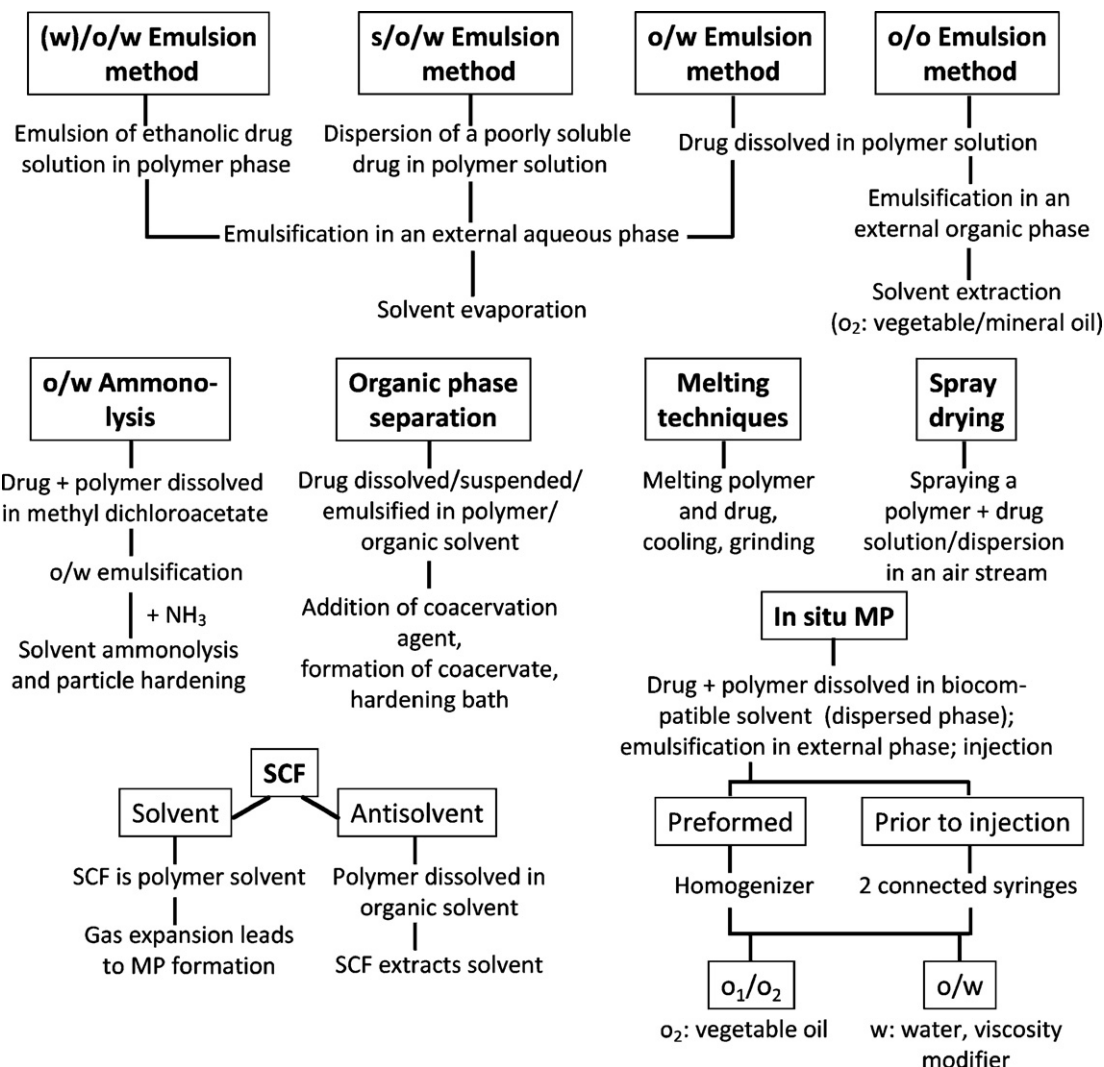 (w)/o/w Emulsion
method
s/o/w Emulsion
method
o/w Emulsion
method
o/o Emulsion
method
Emulsion of ethanolic drug
solution in polymer phase
Dispersion of a poorly soluble
drug in polymer solution
Drug dissolved in polymer solution
Emulsification in an external aqueous phase
Solvent evaporation
Emulsification in an
external organic phase
Solvent extraction
(o₂: vegetable/mineral oil)
o/w Ammono-
lysis
Drug + polymer dissolved
in methyl dichloroacetate
o/w emulsification
+ NH₃
Solvent ammonolysis
and particle hardening
Organic phase
separation
Drug dissolved/suspended/
emulsified in polymer/
organic solvent
Addition of coacervation
agent,
formation of coacervate,
hardening bath
Melting
techniques
Melting polymer
and drug,
cooling, grinding
Spray
drying
Spraying a
polymer + drug
solution/dispersion
in an air stream
SCF
Solvent
Antisolvent
SCF is polymer solvent
Gas expansion leads
to MP formation
Polymer dissolved in
organic solvent
SCF extracts solvent
In situ MP
Drug + polymer dissolved in biocom-
patible solvent (dispersed phase);
emulsification in external phase; injection
Preformed
Prior to injection
Homogenizer
2 connected syringes
o₁/o₂
o/w
o₂: vegetable oil
w: water, viscosity
modifier